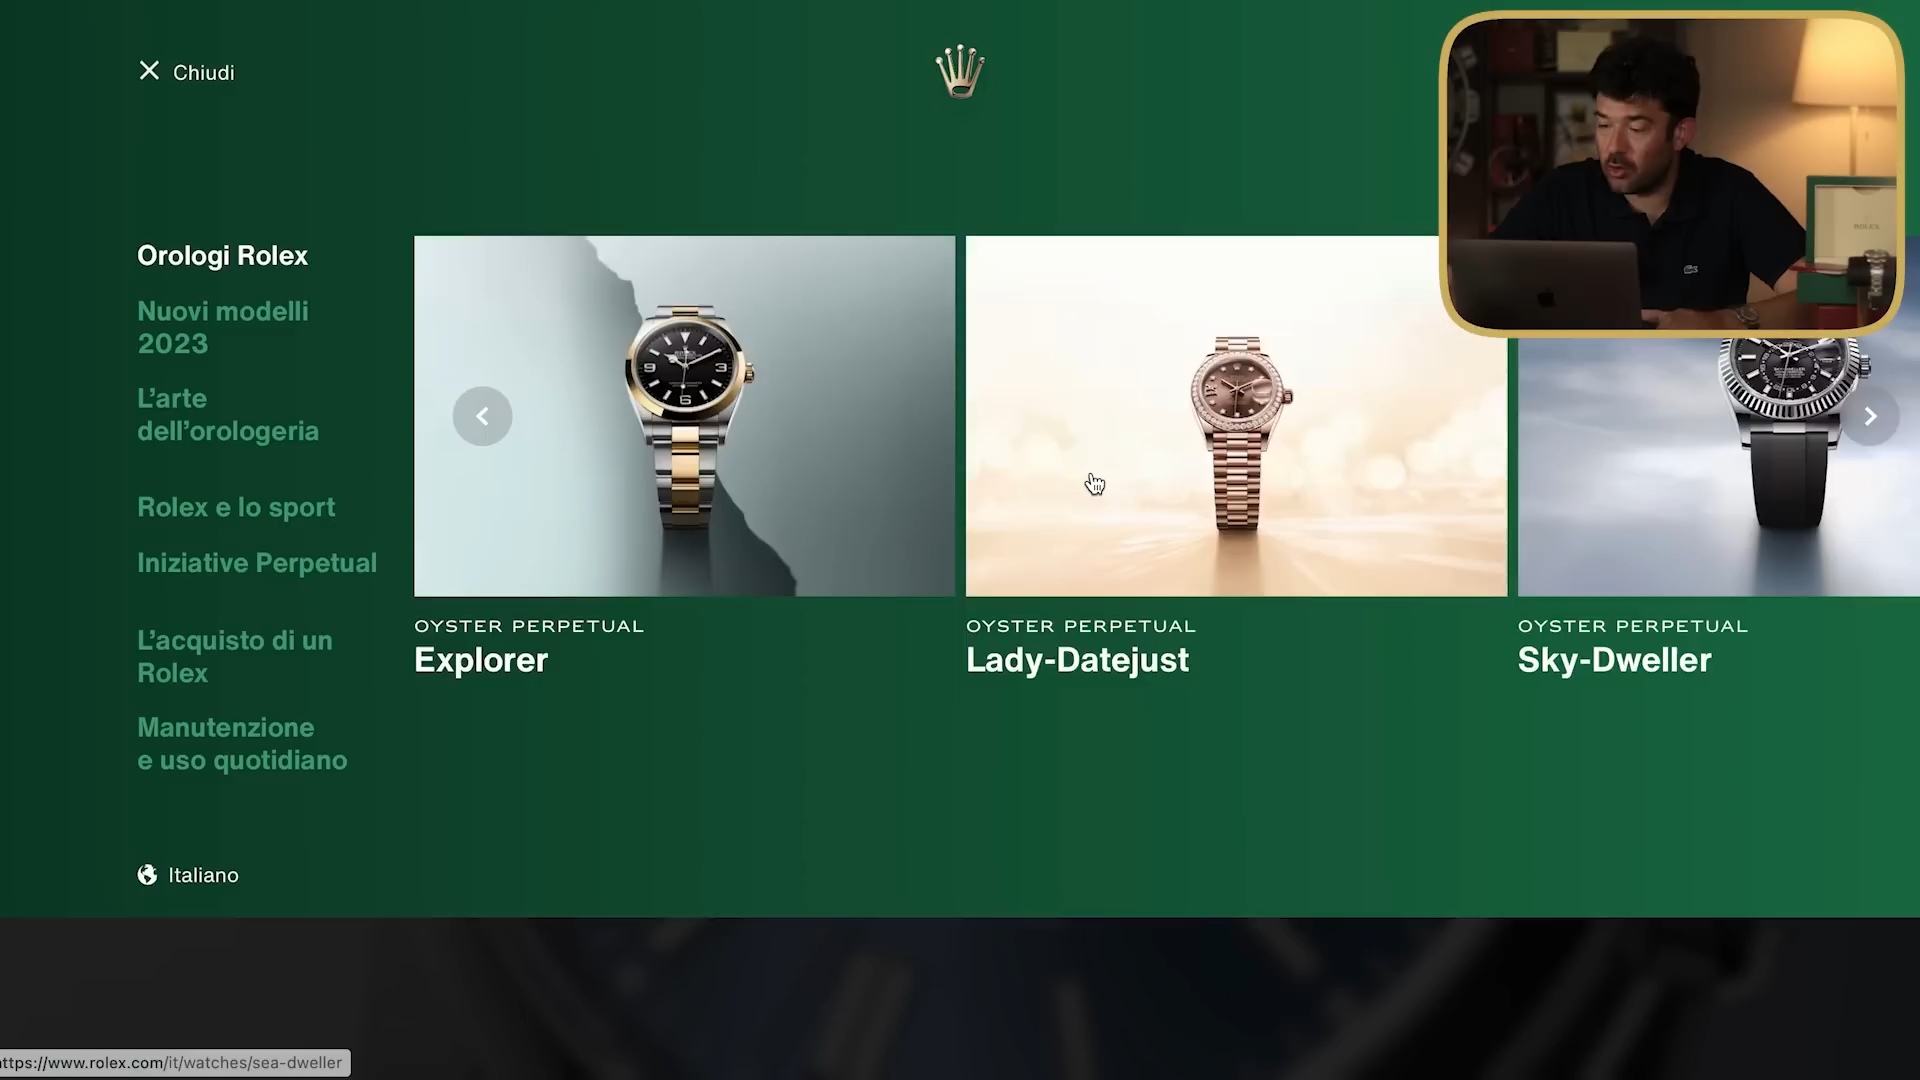 Chiudi
Orologi Rolex
Nuovi modelli
2023
L’arte
dell’orologeria
Rolex e lo sport
Iniziative Perpetual
L’acquisto di un
Rolex
Manutenzione
e uso quotidiano
OYSTER PERPETUAL
Explorer
OYSTER PERPETUAL
Lady-Datejust
OYSTER PERPETUAL
Sky-Dweller
ROLEX
Italiano
https://www.rolex.com/it/watches/sea-dweller